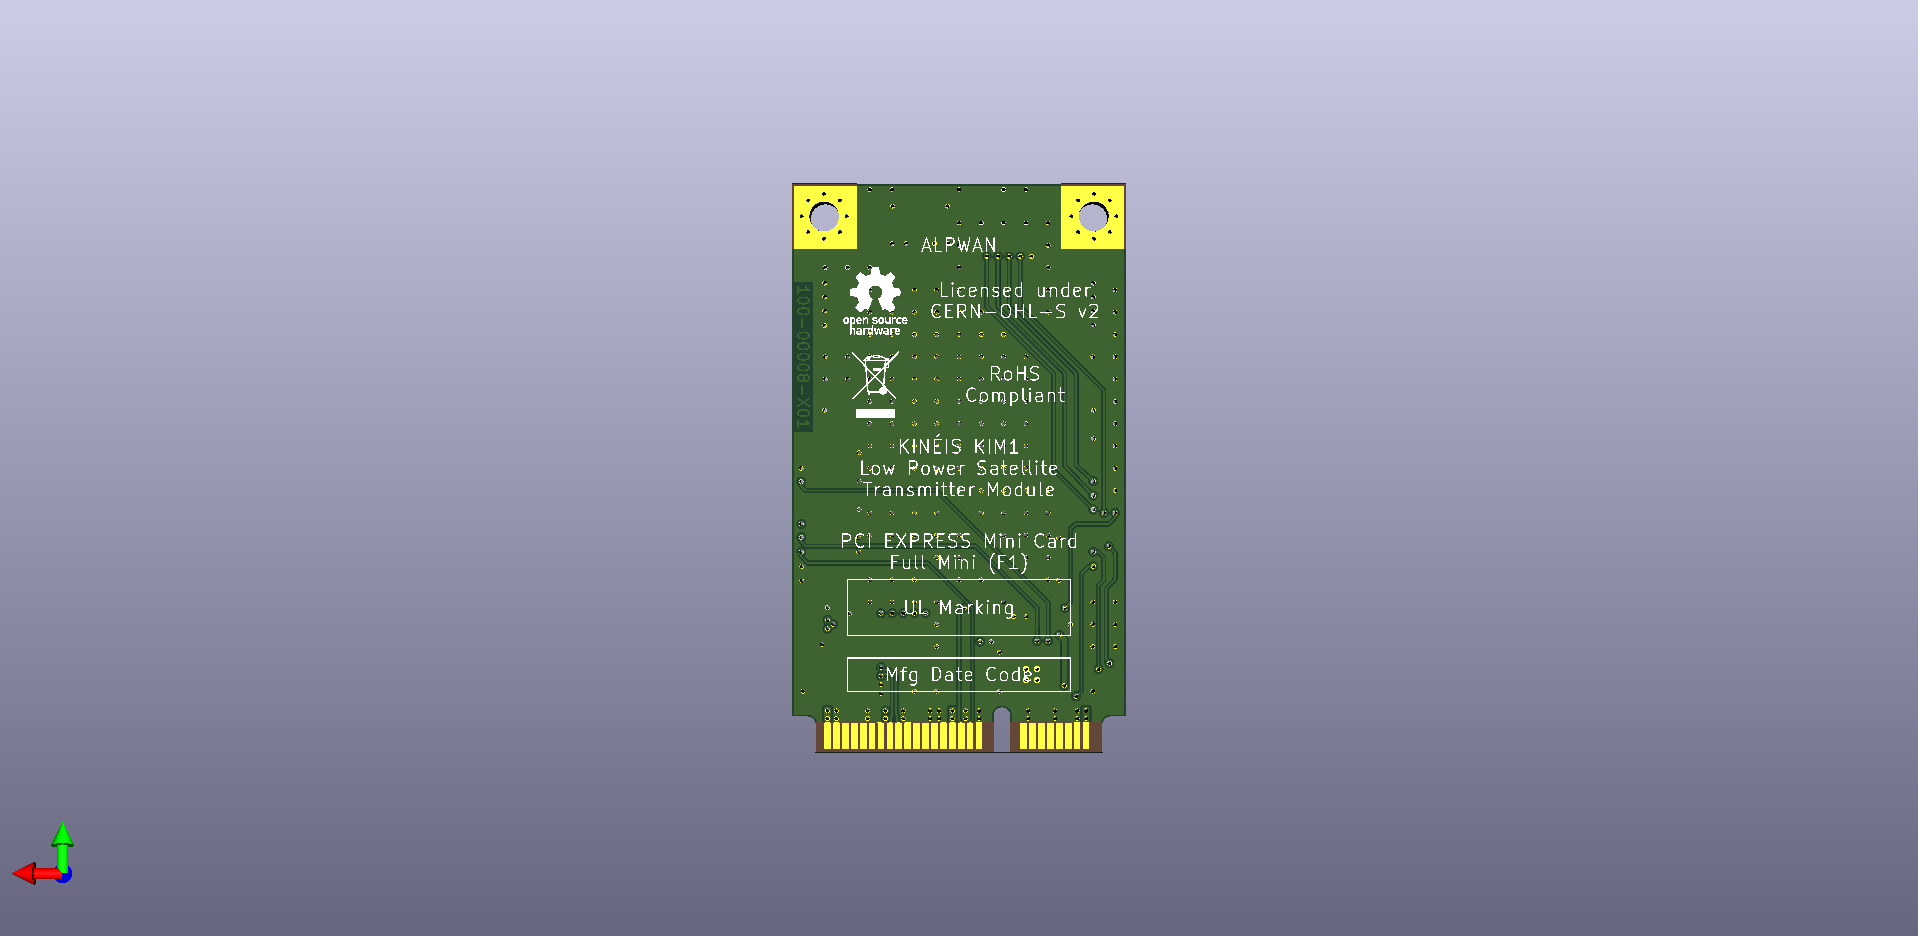 ALPWAN
open source
hardware
Licensed under
CERN-OHL-S v2
100-00008-X01
RoHS
Compliant
KINÉIS KIM1
Low Power Satellite
Transmitter Module
PCI EXPRESS Mini Card
Full Mini (F1)
UL Marking
Mfg Date Code